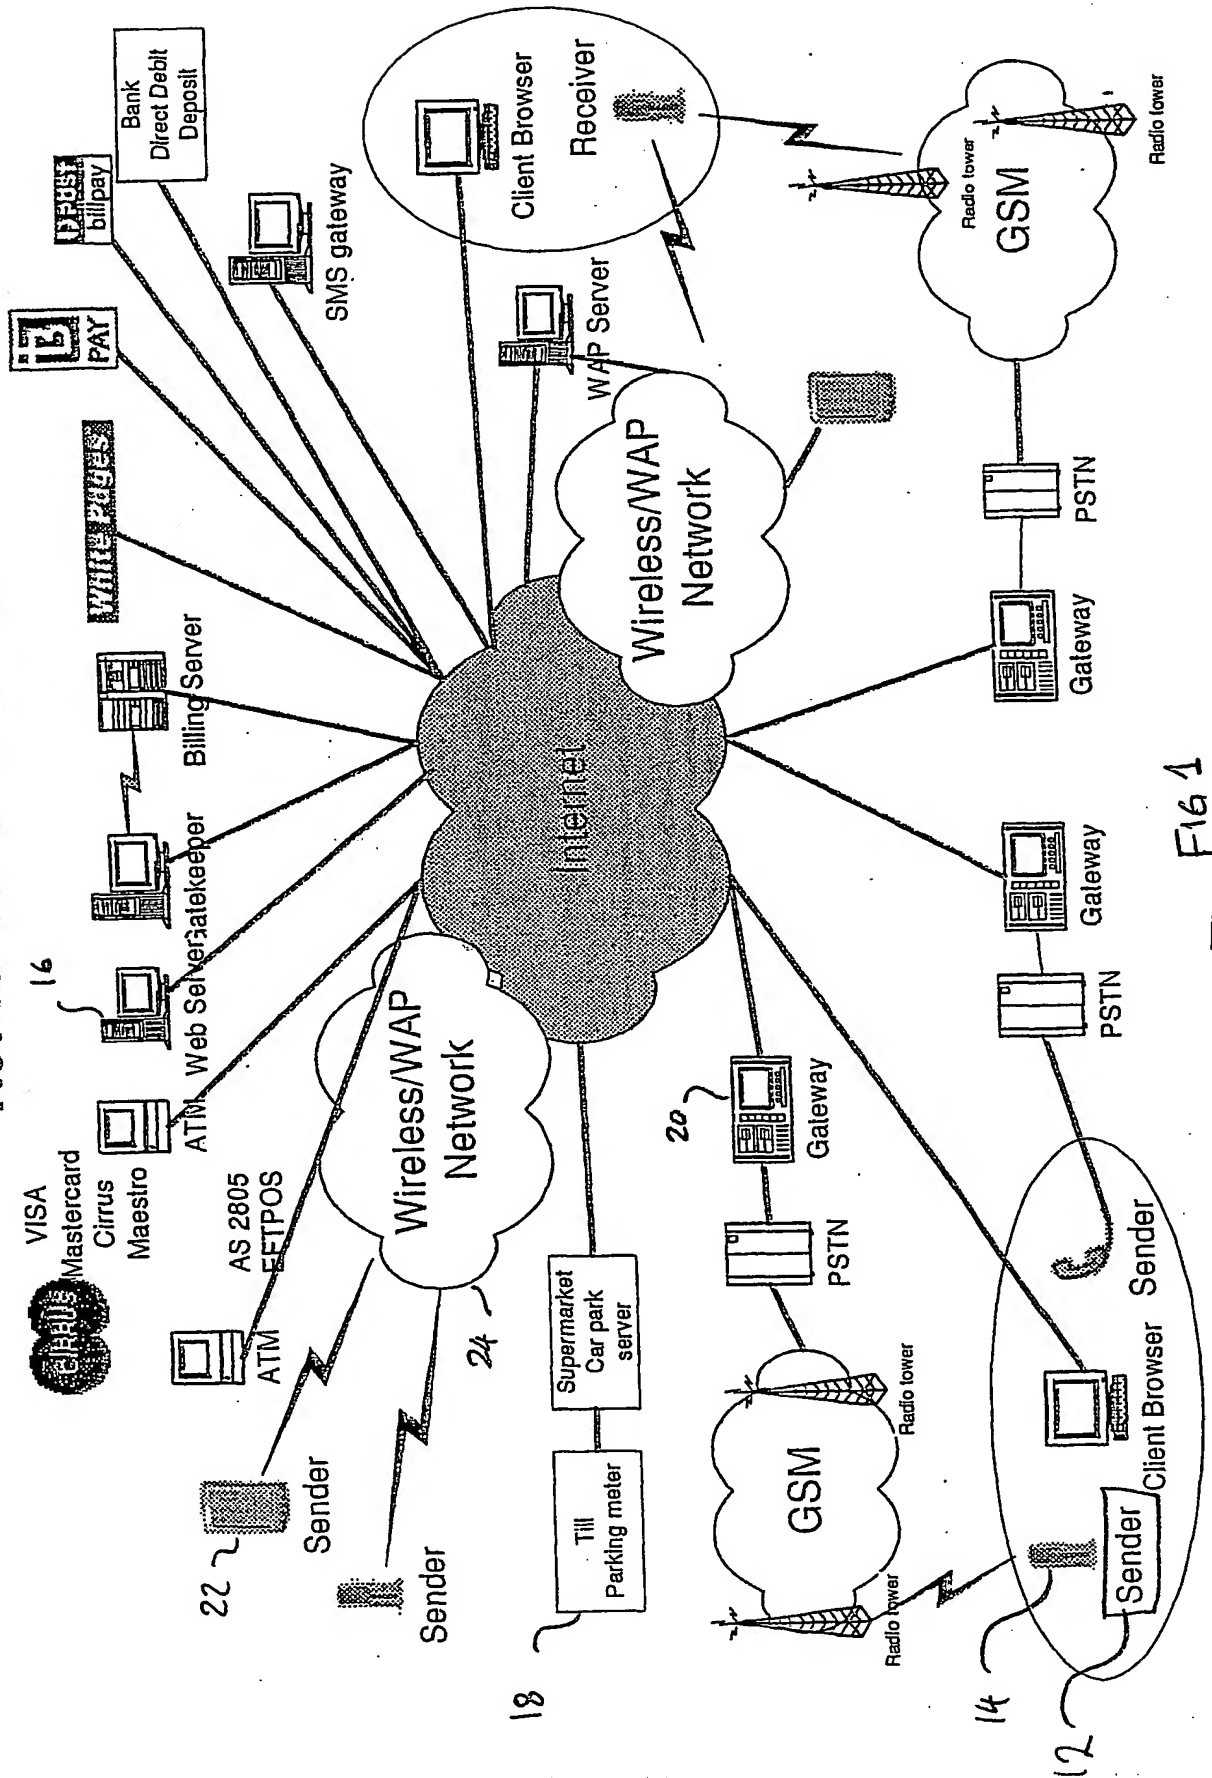 VISA
Mastercard
Cirrus
Maestro
CIRRUS
ATM
16
Web Server
Gatekeeper
Billing Server
White Pages
PAY
billpay
Bank
Direct Debit
Deposit
SMS gateway
AS 2805
EFTPOS
ATM
22
Sender
Sender
24
Wireless/WAP
Network
Internet
WAP Server
Wireless/WAP
Network
Client Browser
Receiver
18
Till
Parking meter
Supermarket
Car park
server
20
Gateway
PSTN
GSM
Radio tower
Radio tower
Gateway
PSTN
Gateway
PSTN
GSM
Radio tower
Radio tower
14
12
Sender
Client Browser
Sender
FIG 1